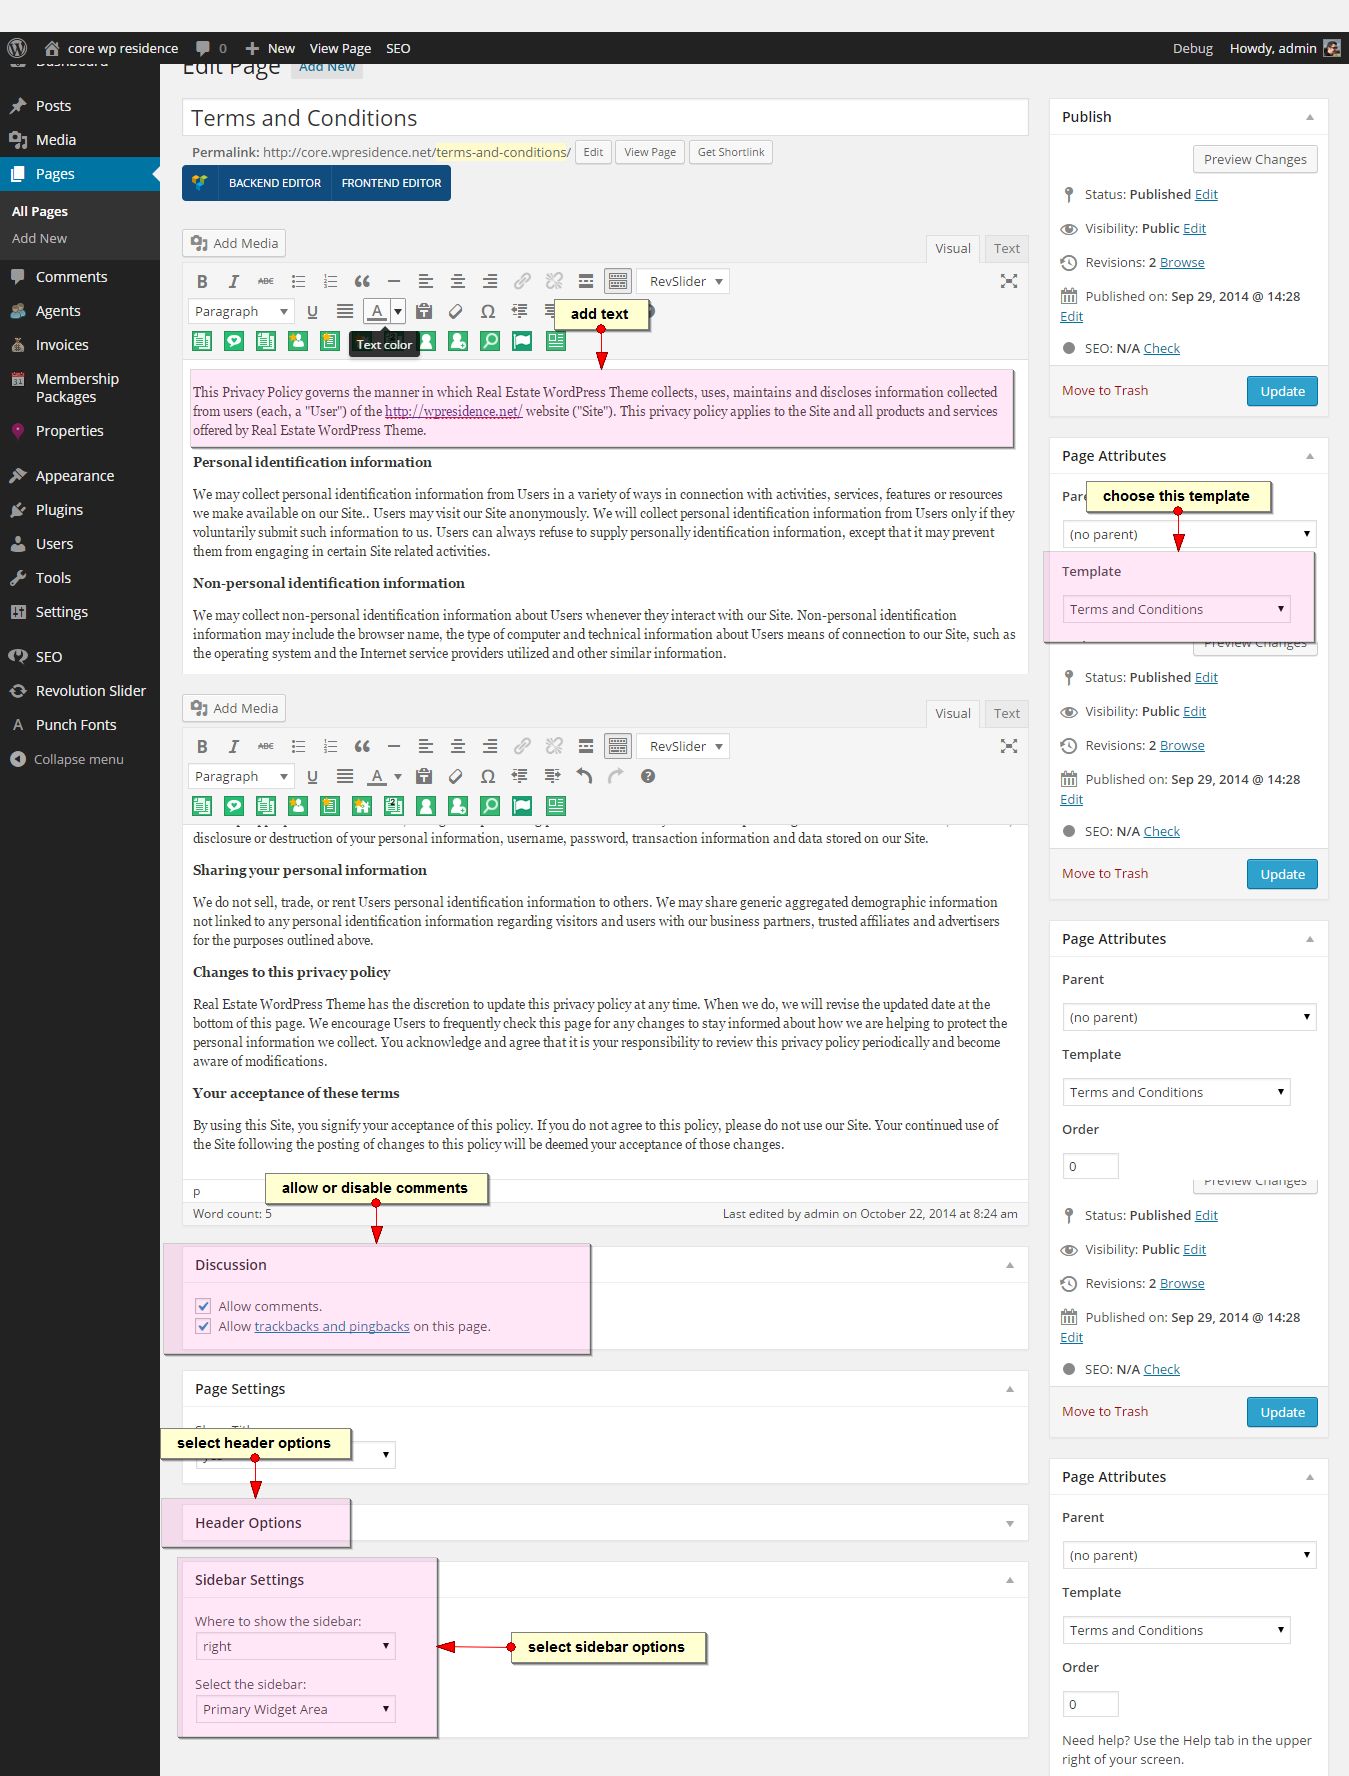 core wp residence
0
New
View Page
SEO
Debug
Howdy, admin
Dashboard
Posts
Media
Pages
All Pages
Add New
Comments
Agents
Invoices
Membership
Packages
Properties
Appearance
Plugins
Users
Tools
Settings
SEO
Revolution Slider
Punch Fonts
Collapse menu
Edit Page
Add New
Terms and Conditions
Permalink: http://core.wpresidence.net/terms-and-conditions/
Edit
View Page
Get Shortlink
BACKEND EDITOR
FRONTEND EDITOR
Add Media
Visual
Text
B I ABC
RevSlider
Paragraph
U
A
Ω
add text
Text color
This Privacy Policy governs the manner in which Real Estate WordPress Theme collects, uses, maintains and discloses information collected
from users (each, a "User") of the http://wpresidence.net/ website ("Site"). This privacy policy applies to the Site and all products and services
offered by Real Estate WordPress Theme.
Personal identification information
We may collect personal identification information from Users in a variety of ways in connection with activities, services, features or resources
we make available on our Site.. Users may visit our Site anonymously. We will collect personal identification information from Users only if they
voluntarily submit such information to us. Users can always refuse to supply personally identification information, except that it may prevent
them from engaging in certain Site related activities.
Non-personal identification information
We may collect non-personal identification information about Users whenever they interact with our Site. Non-personal identification
information may include the browser name, the type of computer and technical information about Users means of connection to our Site, such as
the operating system and the Internet service providers utilized and other similar information.
Add Media
Visual
Text
B I ABC
RevSlider
Paragraph
U
A
Ω
?
disclosure or destruction of your personal information, username, password, transaction information and data stored on our Site.
Sharing your personal information
We do not sell, trade, or rent Users personal identification information to others. We may share generic aggregated demographic information
not linked to any personal identification information regarding visitors and users with our business partners, trusted affiliates and advertisers
for the purposes outlined above.
Changes to this privacy policy
Real Estate WordPress Theme has the discretion to update this privacy policy at any time. When we do, we will revise the updated date at the
bottom of this page. We encourage Users to frequently check this page for any changes to stay informed about how we are helping to protect the
personal information we collect. You acknowledge and agree that it is your responsibility to review this privacy policy periodically and become
aware of modifications.
Your acceptance of these terms
By using this Site, you signify your acceptance of this policy. If you do not agree to this policy, please do not use our Site. Your continued use of
the Site following the posting of changes to this policy will be deemed your acceptance of those changes.
p
allow or disable comments
Word count: 5
Last edited by admin on October 22, 2014 at 8:24 am
Discussion
Allow comments.
Allow trackbacks and pingbacks on this page.
Page Settings
select header options
Header Options
Sidebar Settings
Where to show the sidebar:
right
select sidebar options
Select the sidebar:
Primary Widget Area
Publish
Preview Changes
Status: Published Edit
Visibility: Public Edit
Revisions: 2 Browse
Published on: Sep 29, 2014 @ 14:28
Edit
SEO: N/A Check
Move to Trash
Update
Page Attributes
choose this template
(no parent)
Template
Terms and Conditions
Preview Changes
Status: Published Edit
Visibility: Public Edit
Revisions: 2 Browse
Published on: Sep 29, 2014 @ 14:28
Edit
SEO: N/A Check
Move to Trash
Update
Page Attributes
Parent
(no parent)
Template
Terms and Conditions
Order
0
Preview Changes
Status: Published Edit
Visibility: Public Edit
Revisions: 2 Browse
Published on: Sep 29, 2014 @ 14:28
Edit
SEO: N/A Check
Move to Trash
Update
Page Attributes
Parent
(no parent)
Template
Terms and Conditions
Order
0
Need help? Use the Help tab in the upper
right of your screen.